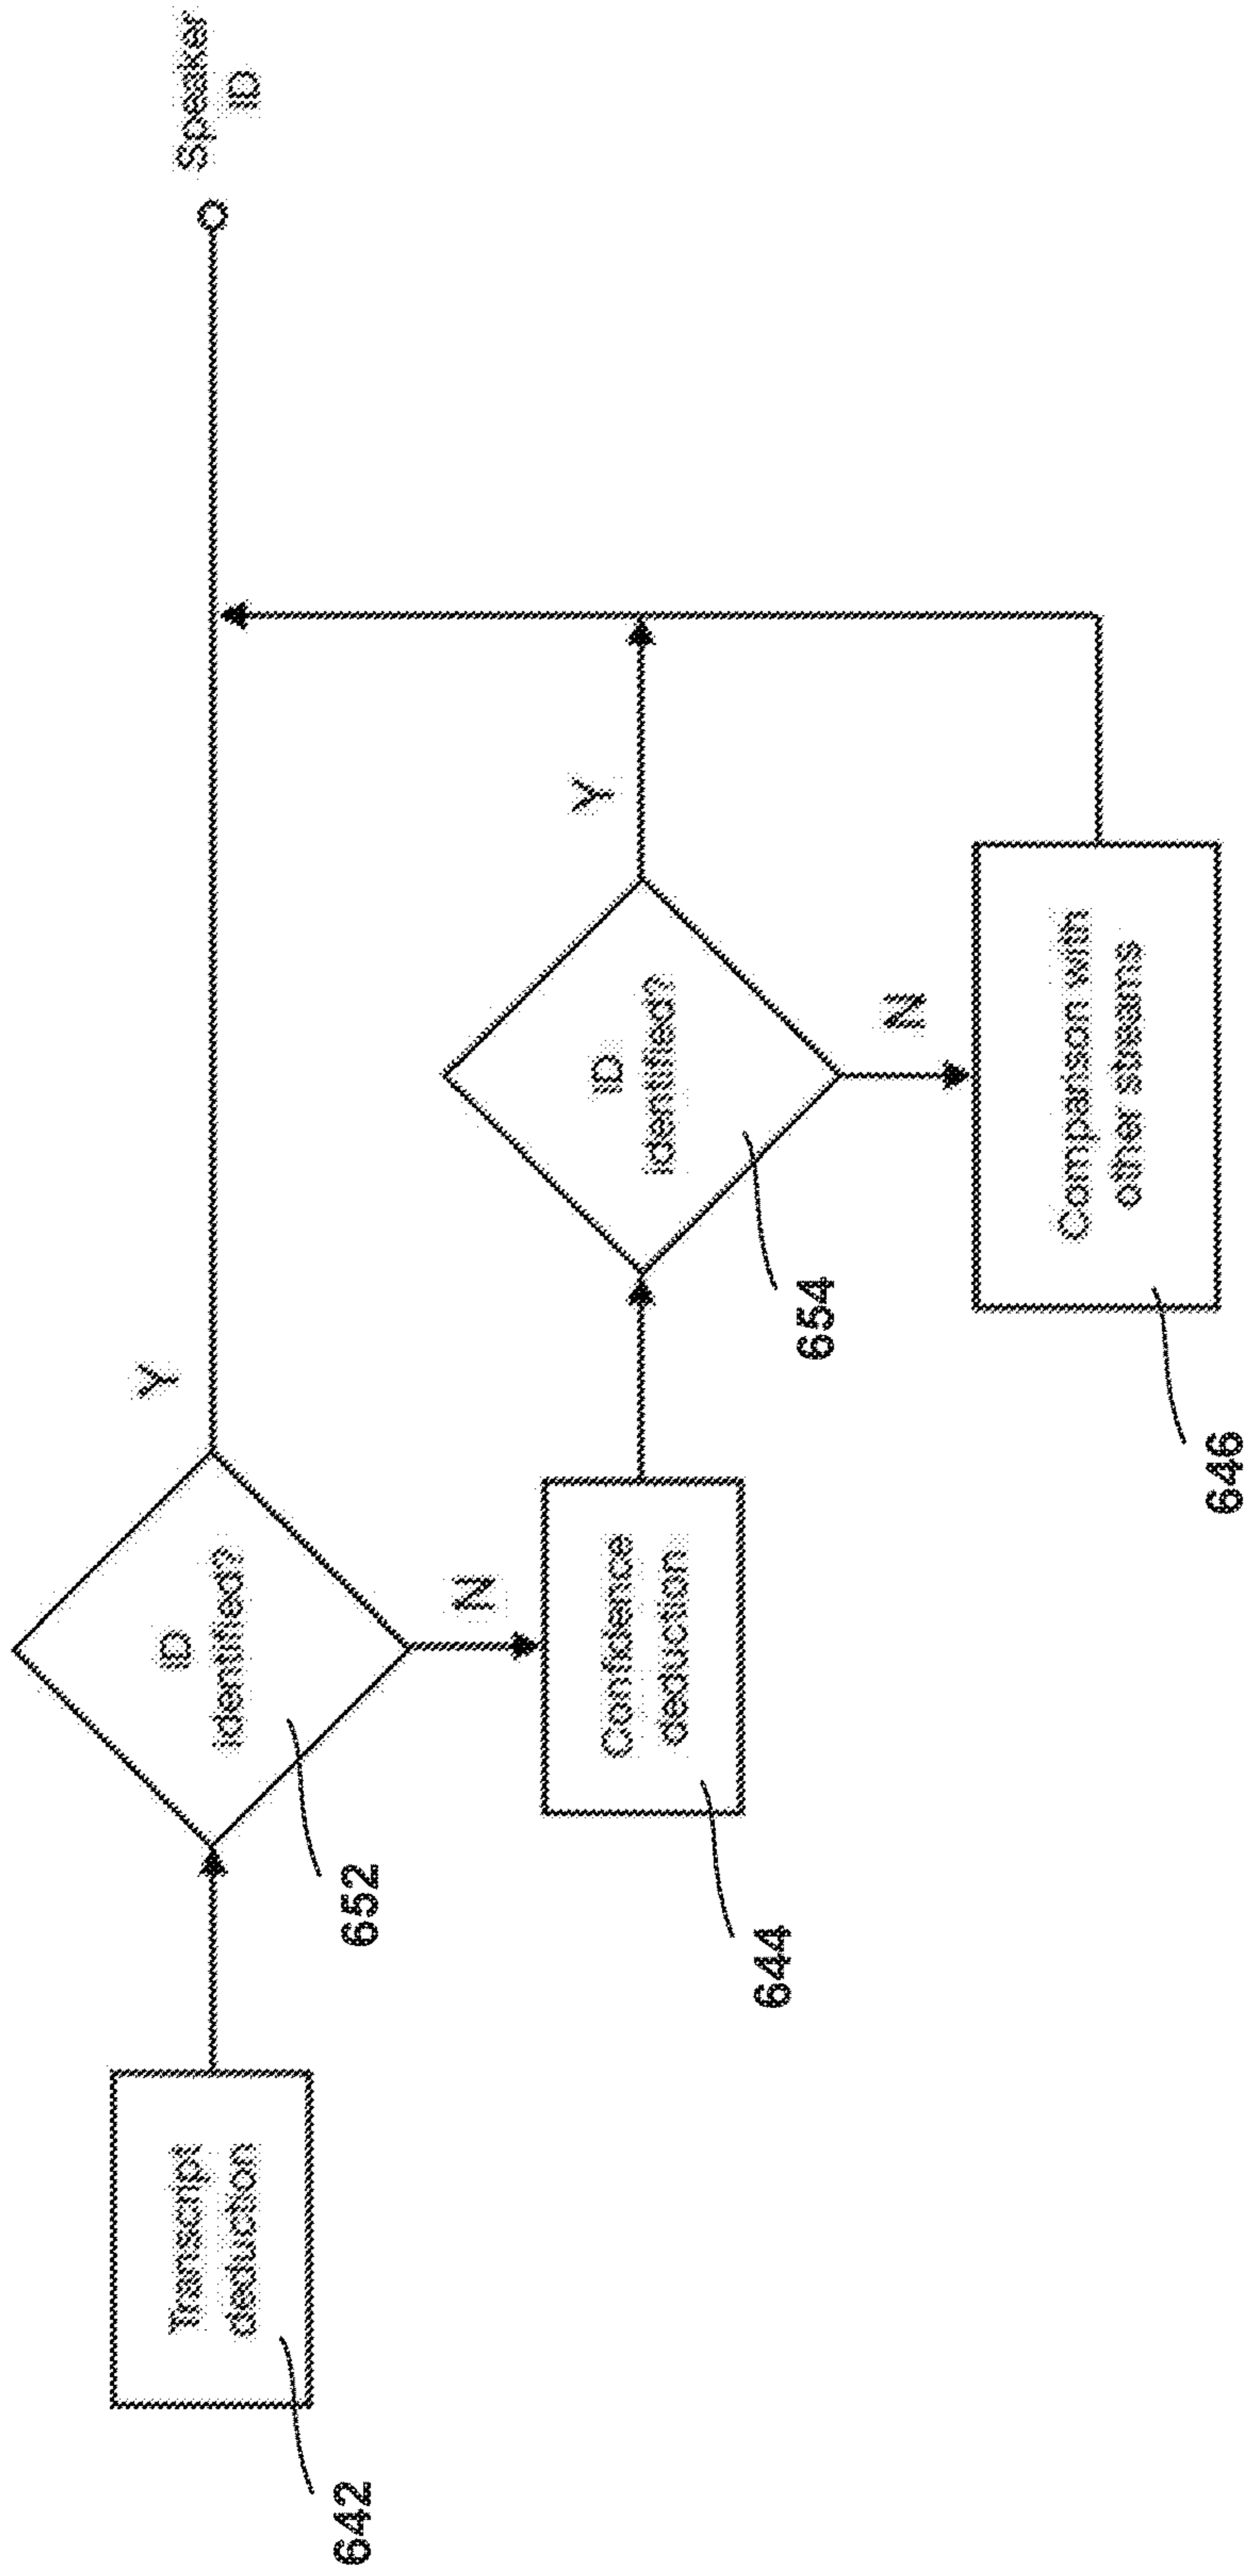 Transcript
deduction
642
ID
identified?
652
Y
N
Confidence
deduction
644
ID
identified?
654
Y
N
Comparison with
other streams
646
Speaker
ID